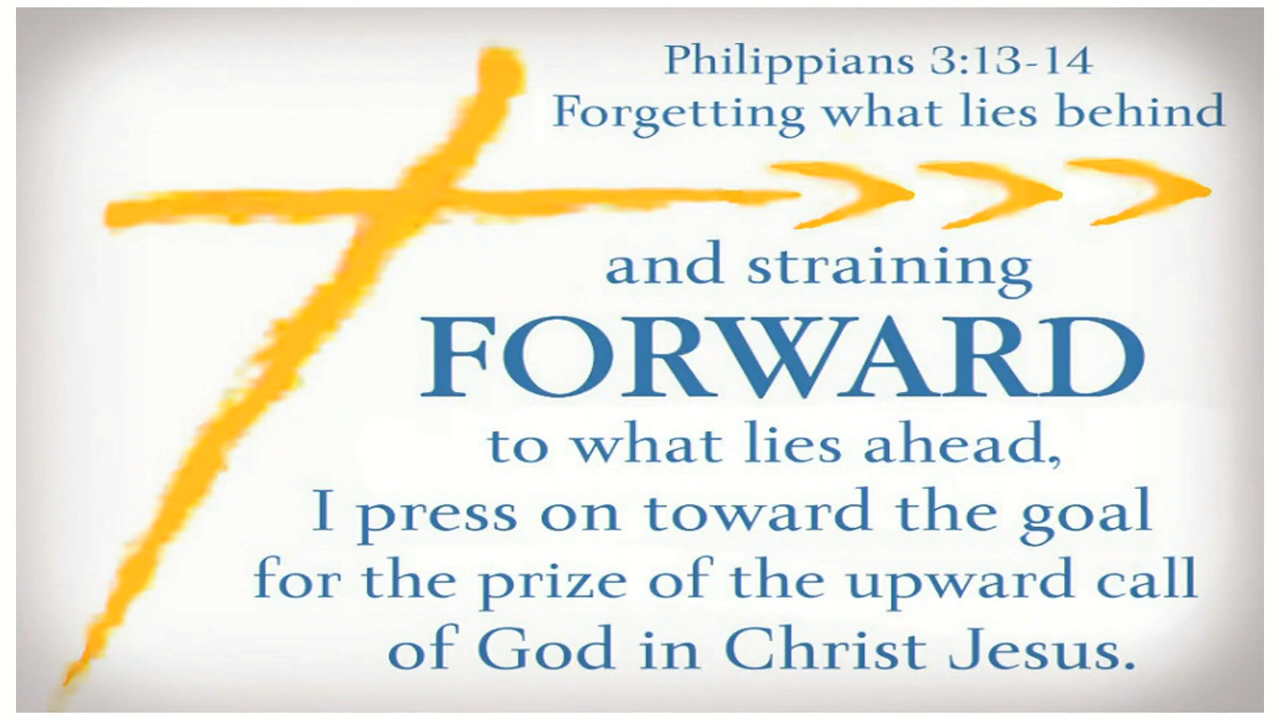 Philippians 3:13-14
Forgetting what lies behind
and straining
FORWARD
to what lies ahead,
I press on toward the goal
for the prize of the upward call
of God in Christ Jesus.